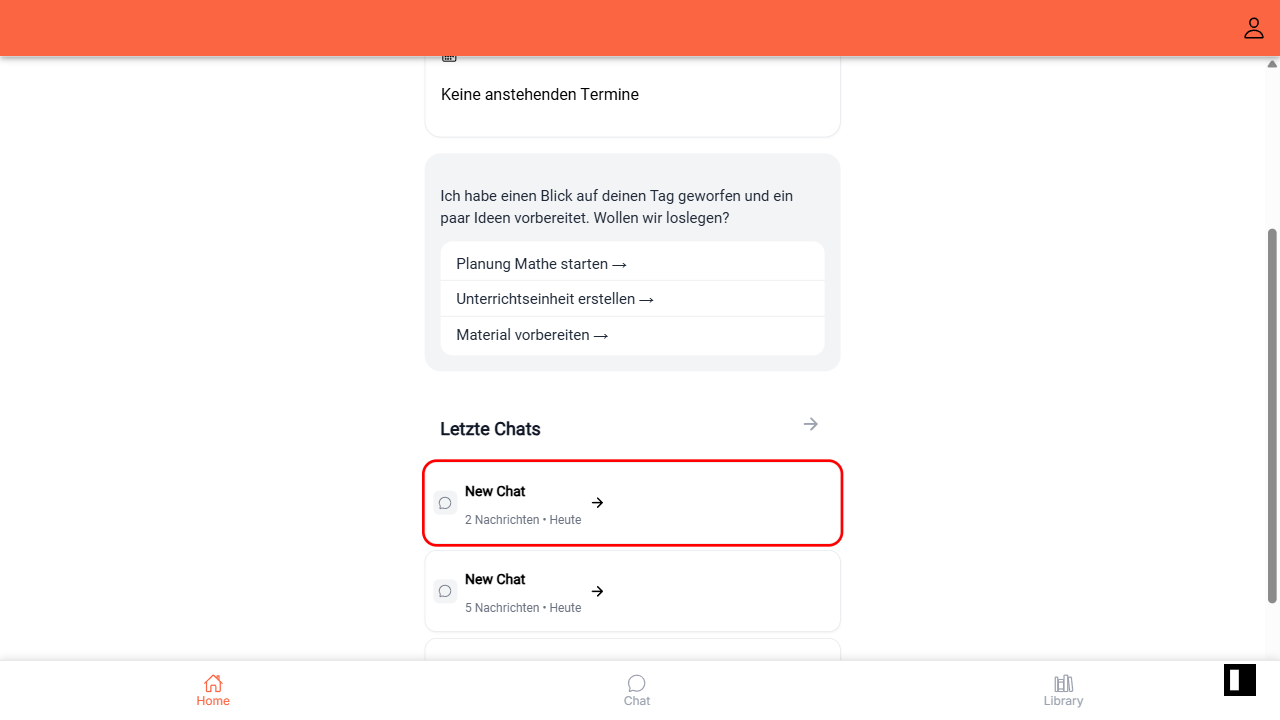 Keine anstehenden Termine
Ich habe einen Blick auf deinen Tag geworfen und ein
paar Ideen vorbereitet. Wollen wir loslegen?
Planung Mathe starten →
Unterrichtseinheit erstellen →
Material vorbereiten →
Letzte Chats
New Chat
2 Nachrichten • Heute
New Chat
5 Nachrichten • Heute
Home
Chat
Library